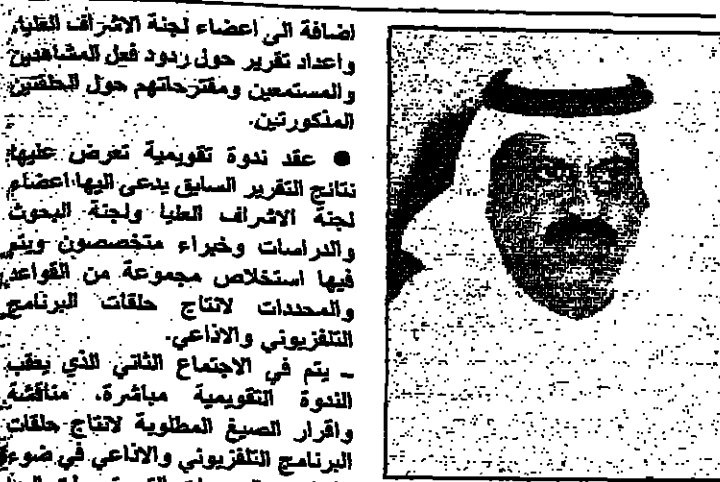 اضافة الى اعضاء لجنة الاشراف العليا،
واعداد تقرير حول ردود فعل المشاهدين
والمستمعين ومقترحاتهم حول الحلقتين
المذكورتين.
● عقد ندوة تقويمية تعرض عليها
نتائج التقرير السابق يدعى اليها اعضاء
لجنة الاشراف العليا ولجنة البحوث
والدراسات وخبراء متخصصون ويتم
فيها استخلاص مجموعة من القواعد
والمحددات لانتاج حلقات البرنامج
التلفزيوني والاذاعي.
ـ يتم في الاجتماع الثاني الذي يعقب
الندوة التقويمية مباشرة، مناقشة
واقرار الصيغ المطلوبة لانتاج حلقات
البرنامج التلفزيوني والاذاعي في ضوء